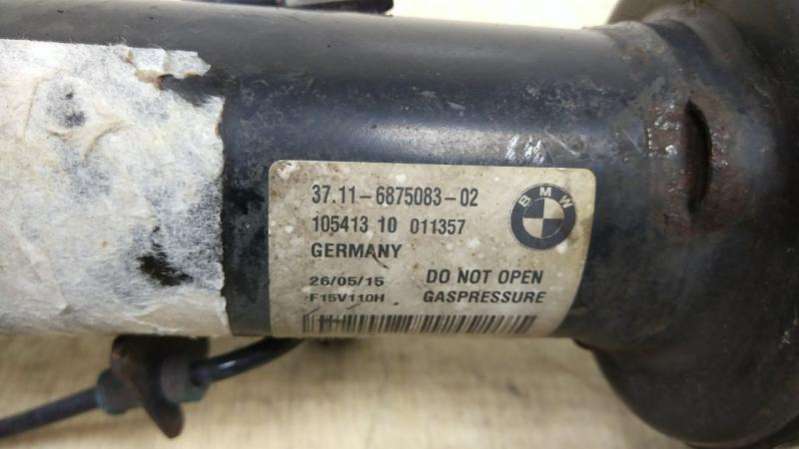 37.11-6875083-02
BMW
105413 10 011357
GERMANY
26/05/15 DO NOT OPEN
F15V110H GASPRESSURE